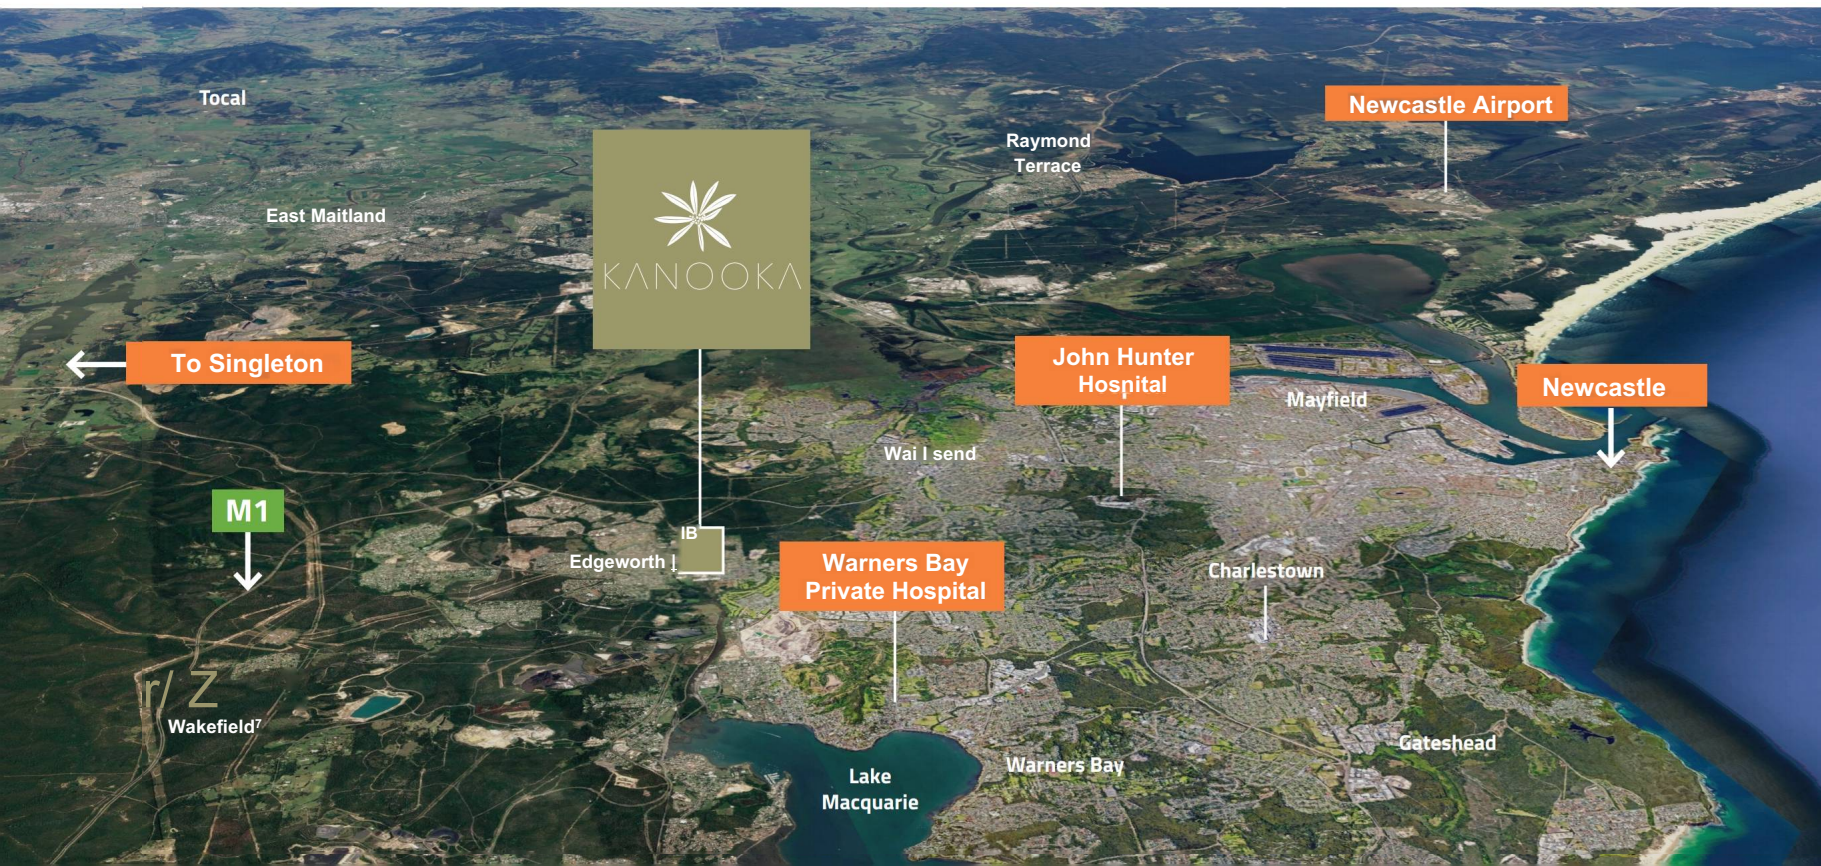 Tocal
Newcastle Airport
Raymond
Terrace
East Maitland
KANOOKA
To Singleton
John Hunter
Hospital
Mayfield
Newcastle
Wai l send
M1
IB
Edgeworth
Warners Bay
Private Hospital
Charlestown
r/ Z
Wakefield⁷
Gateshead
Lake
Macquarie
Warners Bay